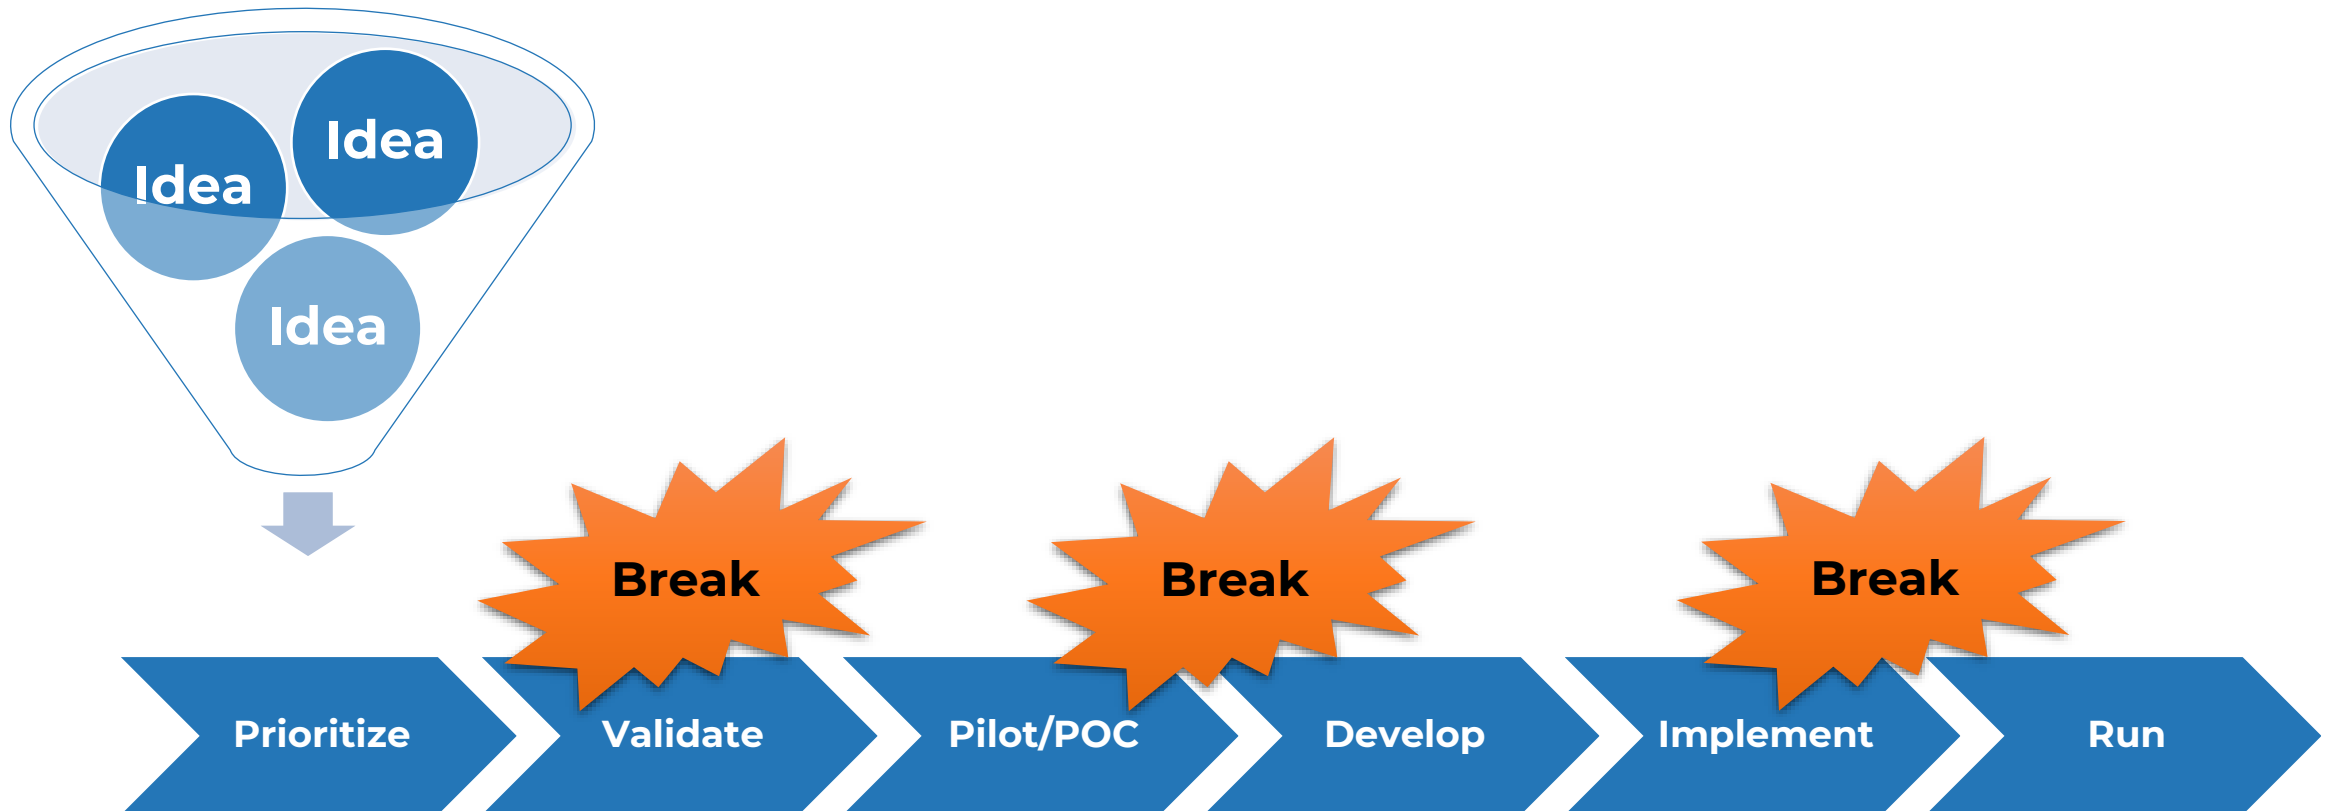 Idea
Idea
Idea
Break
Break
Break
Prioritize
Validate
Pilot/POC
Develop
Implement
Run